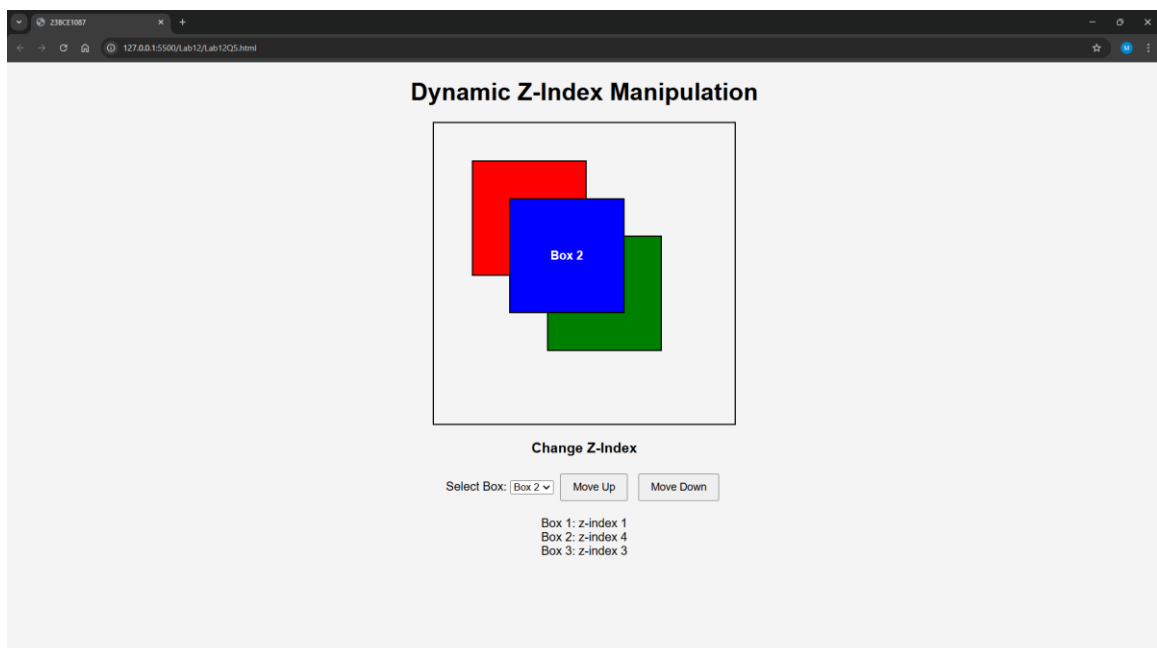 23BCE1087
127.0.0.1:5500/Lab12/Lab12Q5.html
M
Dynamic Z-Index Manipulation
Box 2
Change Z-Index
Select Box: Box 2 Move Up Move Down
Box 1: z-index 1
Box 2: z-index 4
Box 3: z-index 3